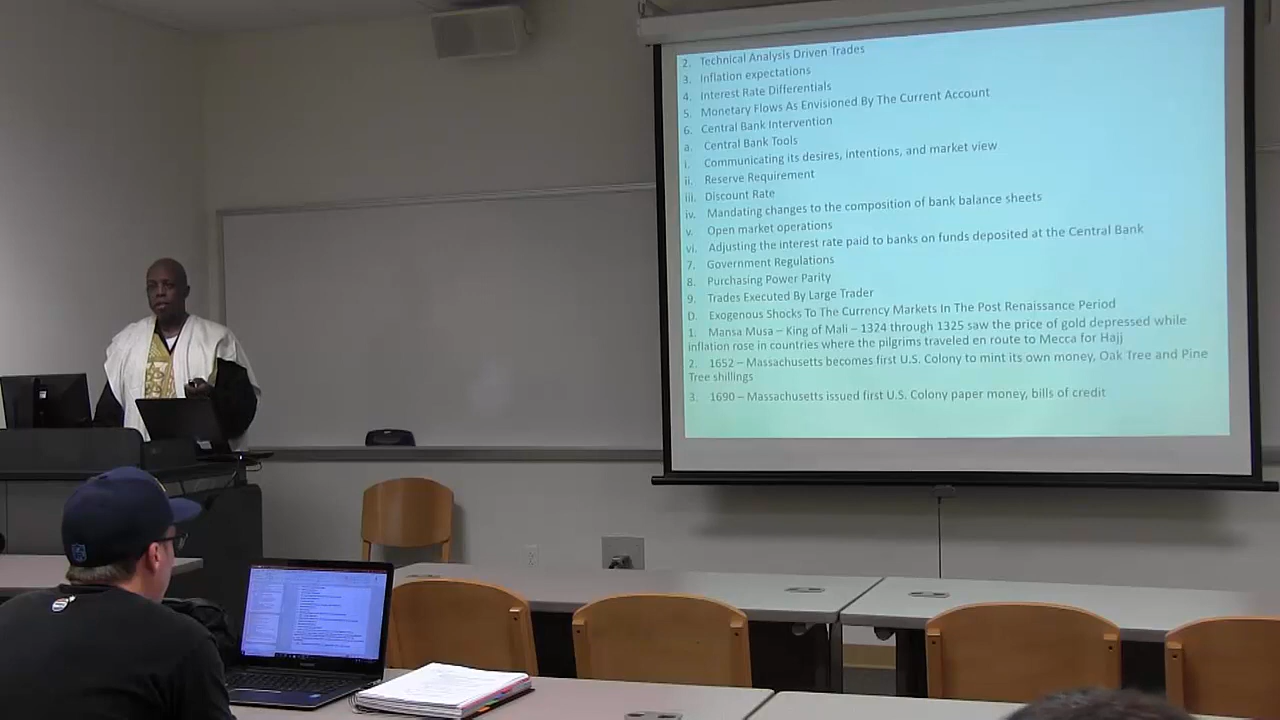 2. Technical Analysis Driven Trades
3. Inflation expectations
4. Interest Rate Differentials
5. Monetary Flows As Envisioned By The Current Account
6. Central Bank Intervention
a. Central Bank Tools
i. Communicating its desires, intentions, and market view
ii. Reserve Requirement
iii. Discount Rate
iv. Mandating changes to the composition of bank balance sheets
v. Open market operations
vi. Adjusting the interest rate paid to banks on funds deposited at the Central Bank
7. Government Regulations
8. Purchasing Power Parity
9. Trades Executed By Large Trader
D. Exogenous Shocks To The Currency Markets In The Post Renaissance Period
1. Mansa Musa – King of Mali – 1324 through 1325 saw the price of gold depressed while
inflation rose in countries where the pilgrims traveled en route to Mecca for Hajj
2. 1652 – Massachusetts becomes first U.S. Colony to mint its own money, Oak Tree and Pine
Tree shillings
3. 1690 – Massachusetts issued first U.S. Colony paper money, bills of credit